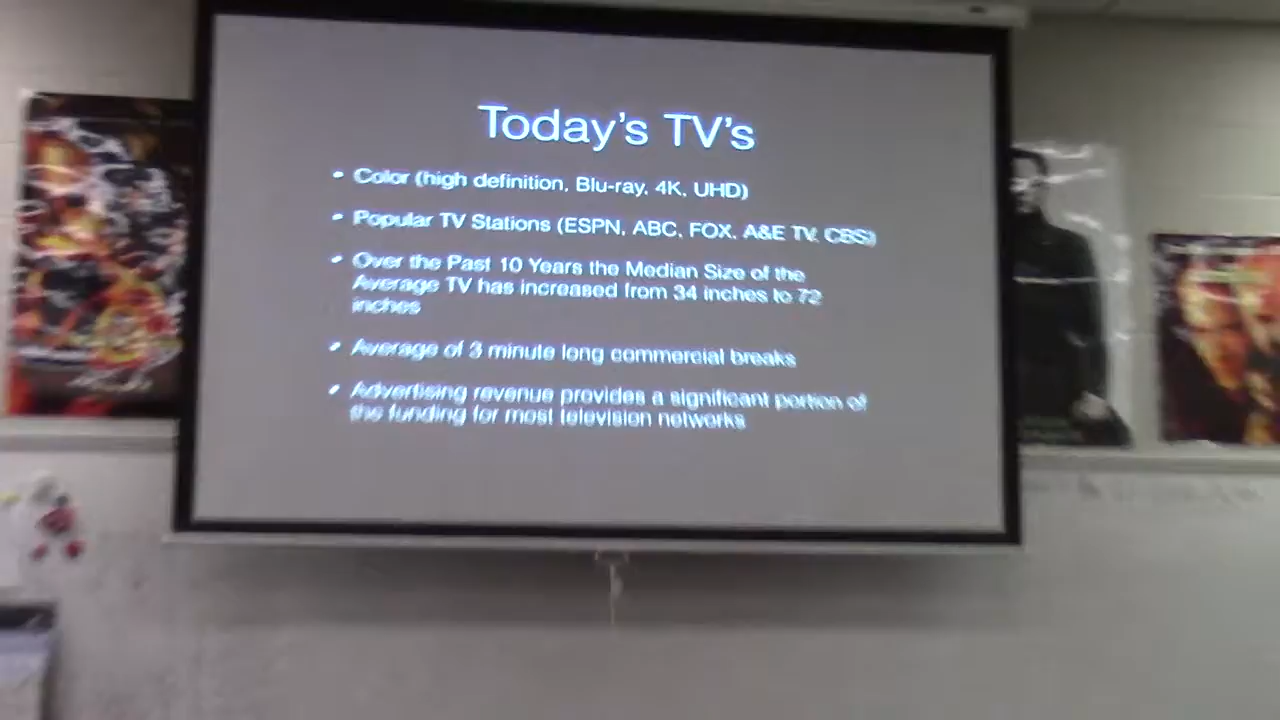 Today's TV's
• Color (high definition, Blu-ray, 4K, UHD)
• Popular TV Stations (ESPN, ABC, FOX, A&E TV, CBS)
• Over the Past 10 Years the Median Size of the
Average TV has increased from 34 inches to 72
inches
• Average of 3 minute long commercial breaks
• Advertising revenue provides a significant portion of
the funding for most television networks